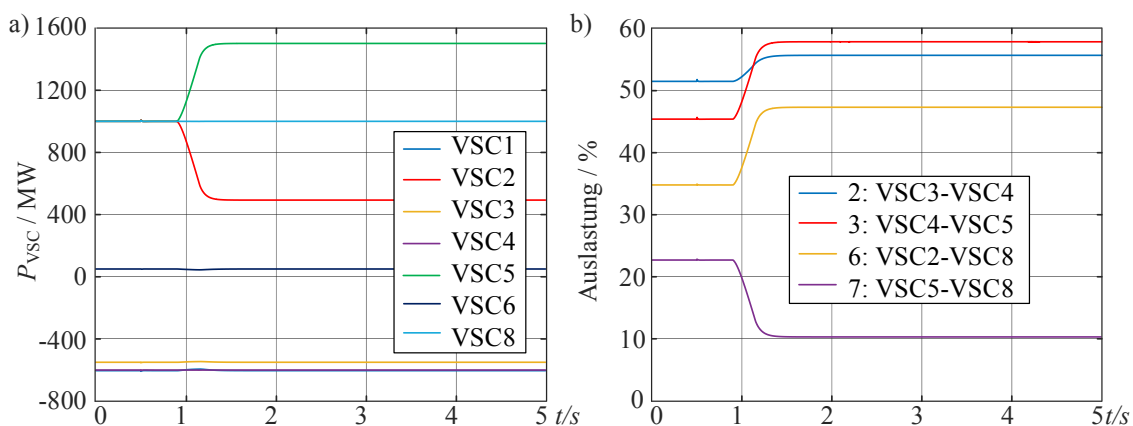 a)
P_VSC / MW
1600
1200
800
400
0
-400
-800
0 1 2 3 4 5 t/s
VSC1
VSC2
VSC3
VSC4
VSC5
VSC6
VSC8
b)
Auslastung / %
60
50
40
30
20
10
0
0 1 2 3 4 5 t/s
2: VSC3-VSC4
3: VSC4-VSC5
6: VSC2-VSC8
7: VSC5-VSC8